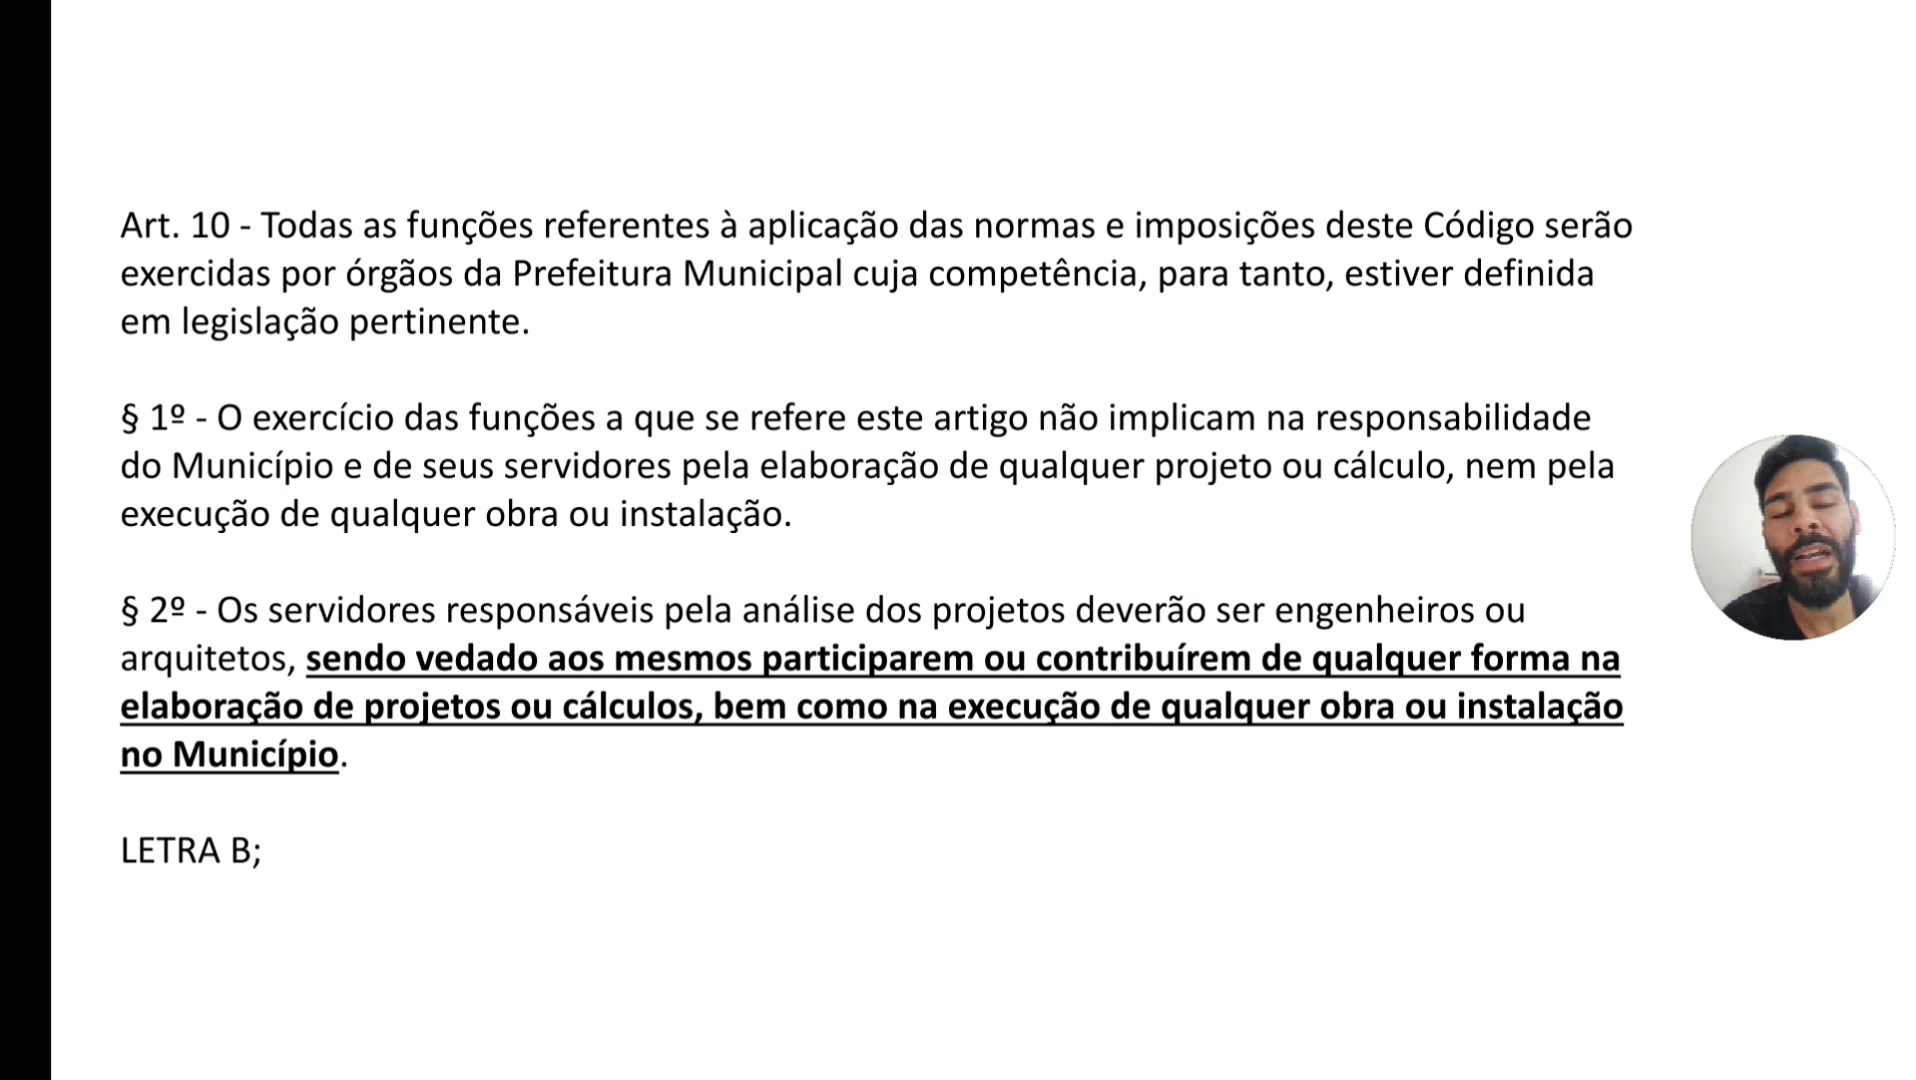 Art. 10 - Todas as funções referentes à aplicação das normas e imposições deste Código serão
exercidas por órgãos da Prefeitura Municipal cuja competência, para tanto, estiver definida
em legislação pertinente.
§ 1º - O exercício das funções a que se refere este artigo não implicam na responsabilidade
do Município e de seus servidores pela elaboração de qualquer projeto ou cálculo, nem pela
execução de qualquer obra ou instalação.
§ 2º - Os servidores responsáveis pela análise dos projetos deverão ser engenheiros ou
arquitetos, sendo vedado aos mesmos participarem ou contribuírem de qualquer forma na
elaboração de projetos ou cálculos, bem como na execução de qualquer obra ou instalação
no Município.
LETRA B;